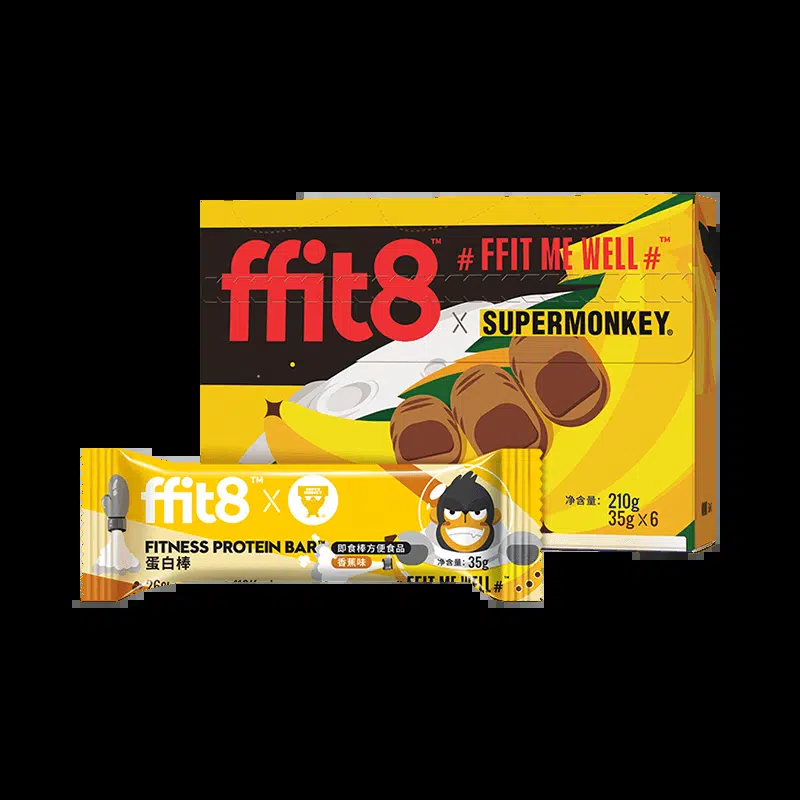 ffit8™
# FFIT ME WELL #™
X SUPERMONKEY®
净含量: 210g
35g X 6
ffit8™ X
FITNESS PROTEIN BAR™
蛋白棒
即食棒方便食品
香蕉味
净含量: 35g
# FFIT ME WELL #™